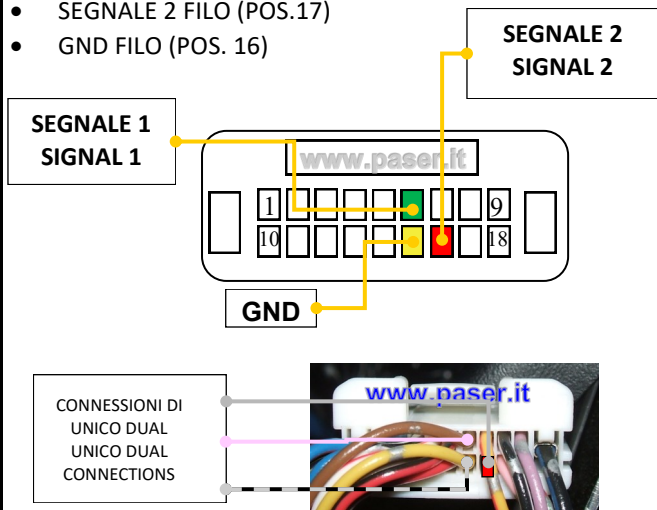 • SEGNALE 2 FILO (POS.17)
• GND FILO (POS. 16)
SEGNALE 2
SIGNAL 2
SEGNALE 1
SIGNAL 1
www.paser.it
1 9
10 18
GND
www.paser.it
CONNESSIONI DI
UNICO DUAL
UNICO DUAL
CONNECTIONS